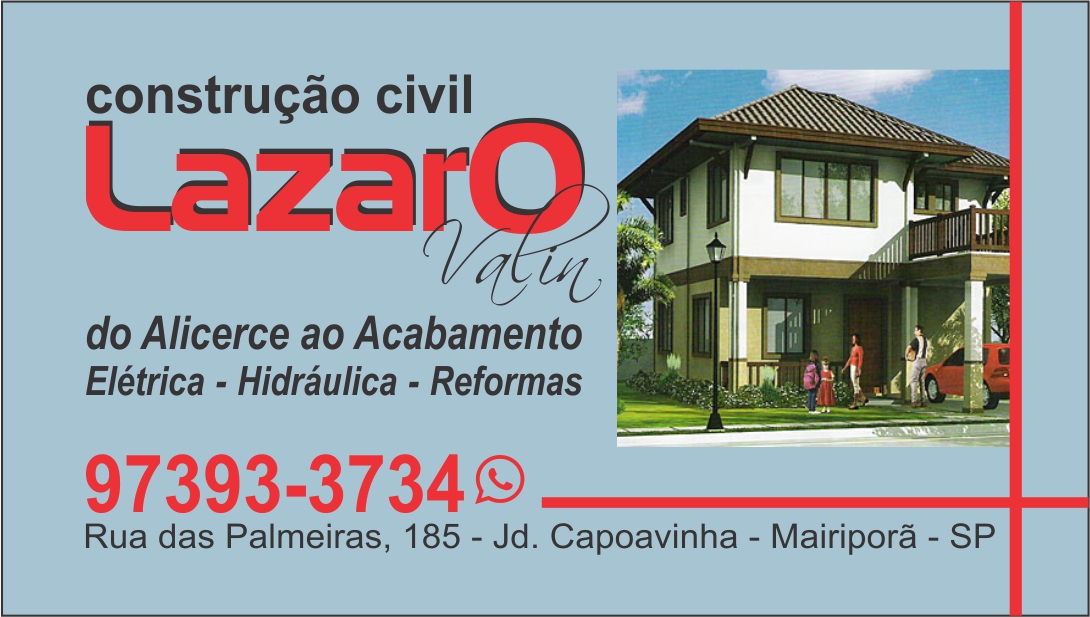 construção civil
LazarO
Valin
do Alicerce ao Acabamento
Elétrica - Hidráulica - Reformas
97393-3734
Rua das Palmeiras, 185 - Jd. Capoavinha - Mairiporã - SP